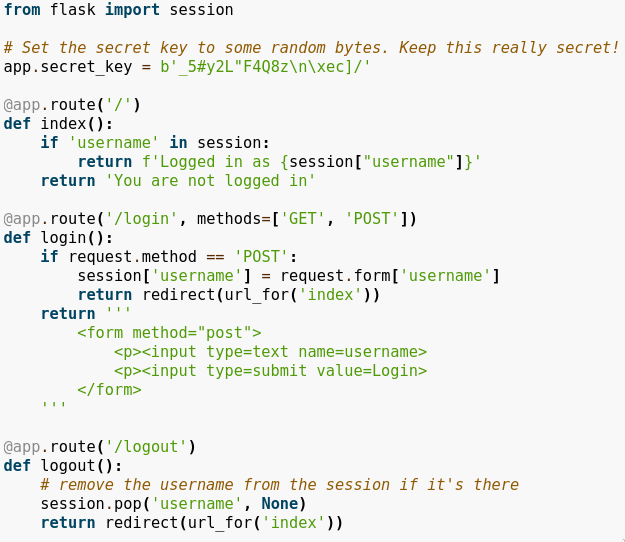 from flask import session

# Set the secret key to some random bytes. Keep this really secret!
app.secret_key = b'_5#y2L"F4Q8z\n\xec]/'

@app.route('/')
def index():
    if 'username' in session:
        return f'Logged in as {session["username"]}'
    return 'You are not logged in'

@app.route('/login', methods=['GET', 'POST'])
def login():
    if request.method == 'POST':
        session['username'] = request.form['username']
        return redirect(url_for('index'))
    return '''
        <form method="post">
            <p><input type=text name=username>
            <p><input type=submit value=Login>
        </form>
    '''

@app.route('/logout')
def logout():
    # remove the username from the session if it's there
    session.pop('username', None)
    return redirect(url_for('index'))